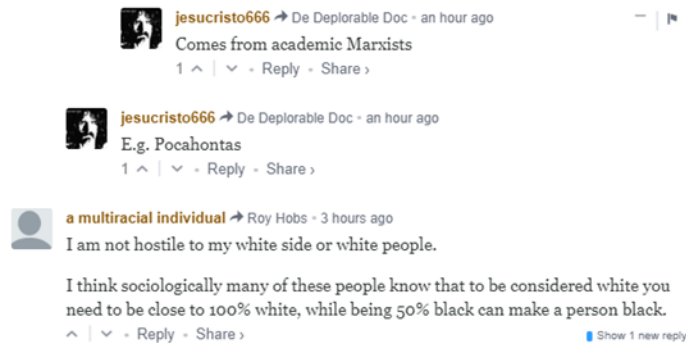 jesucristo666 → De Deplorable Doc • an hour ago
Comes from academic Marxists
1 Reply • Share ›
jesucristo666 → De Deplorable Doc • an hour ago
E.g. Pocahontas
1 Reply • Share ›
a multiracial individual → Roy Hobs • 3 hours ago
I am not hostile to my white side or white people.
I think sociologically many of these people know that to be considered white you
need to be close to 100% white, while being 50% black can make a person black.
Reply • Share › Show 1 new reply